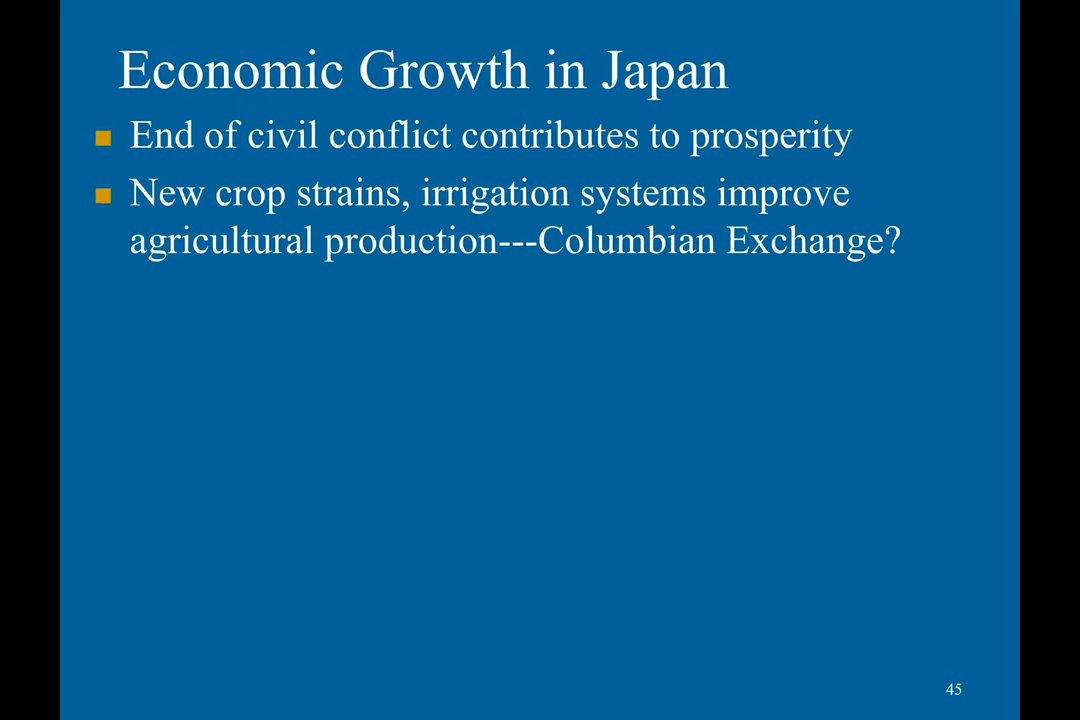 Economic Growth in Japan
End of civil conflict contributes to prosperity
New crop strains, irrigation systems improve
agricultural production---Columbian Exchange?
45